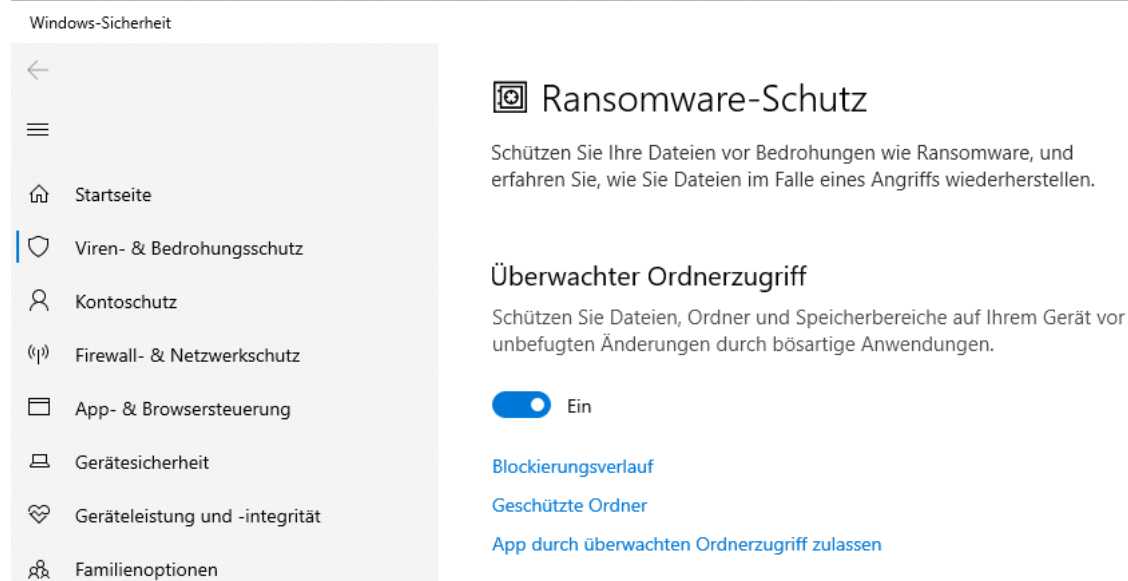 Windows-Sicherheit
Startseite
Viren- & Bedrohungsschutz
Kontoschutz
Firewall- & Netzwerkschutz
App- & Browsersteuerung
Gerätesicherheit
Geräteleistung und -integrität
Familienoptionen
Ransomware-Schutz
Schützen Sie Ihre Dateien vor Bedrohungen wie Ransomware, und
erfahren Sie, wie Sie Dateien im Falle eines Angriffs wiederherstellen.
Überwachter Ordnerzugriff
Schützen Sie Dateien, Ordner und Speicherbereiche auf Ihrem Gerät vor
unbefugten Änderungen durch bösartige Anwendungen.
Ein
Blockierungsverlauf
Geschützte Ordner
App durch überwachten Ordnerzugriff zulassen